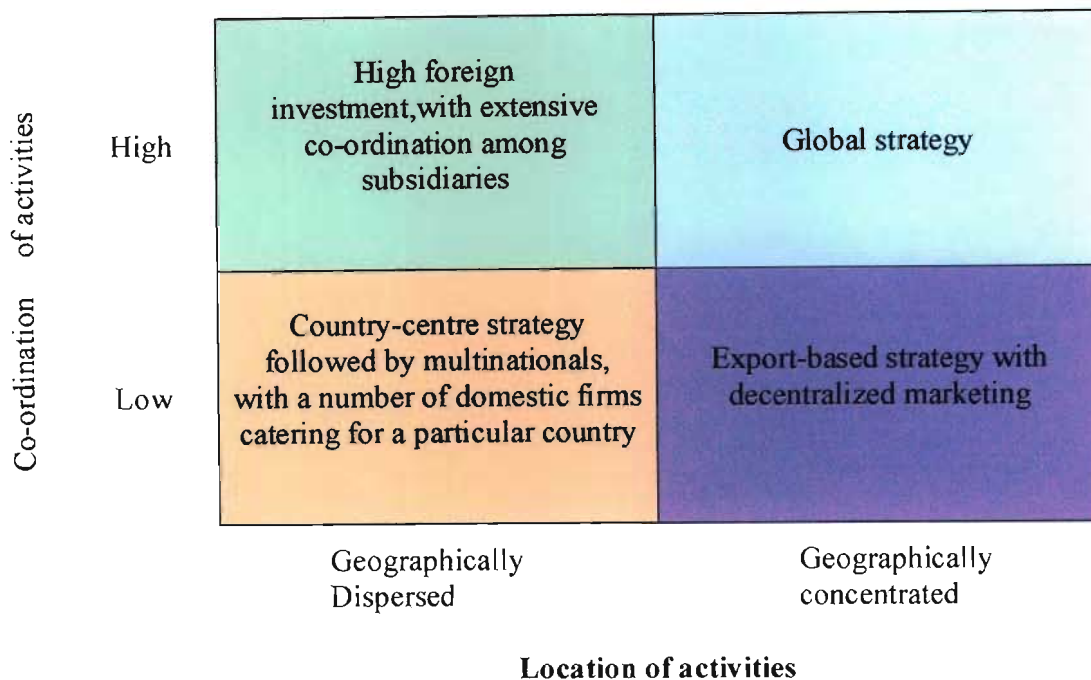 Co-ordination of activities
High
High foreign
investment,with extensive
co-ordination among
subsidiaries
Global strategy
Low
Country-centre strategy
followed by multinationals,
with a number of domestic firms
catering for a particular country
Export-based strategy with
decentralized marketing
Geographically
Dispersed
Geographically
concentrated
Location of activities